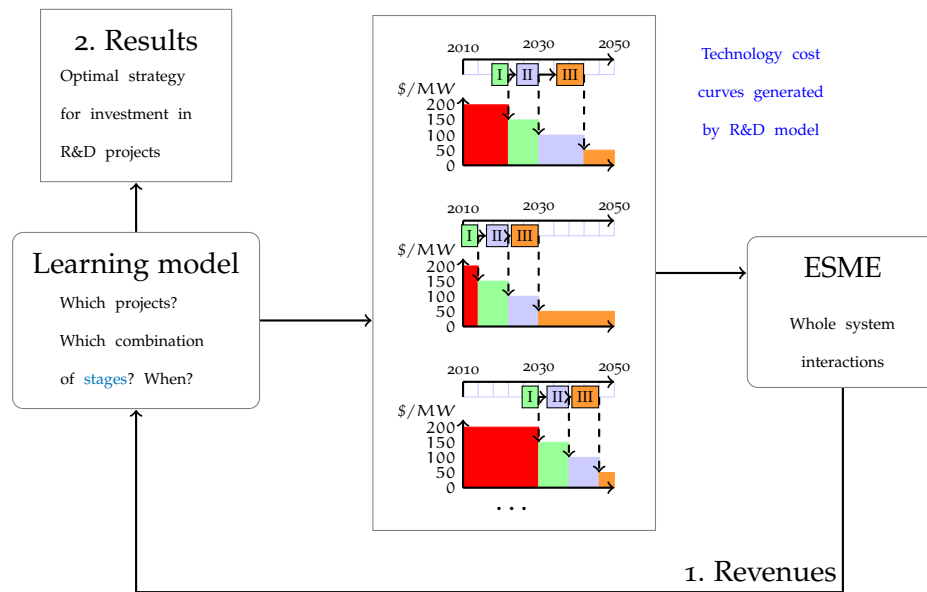 2. Results
Optimal strategy
for investment in
R&D projects
Learning model
Which projects?
Which combination
of stages? When?
2010 2030 2050
I II III
$/MW
200
150
100
50
0
2010 2030 2050
I II III
$/MW
200
150
100
50
0
2010 2030 2050
I II III
$/MW
200
150
100
50
0
...
Technology cost
curves generated
by R&D model
ESME
Whole system
interactions
1. Revenues